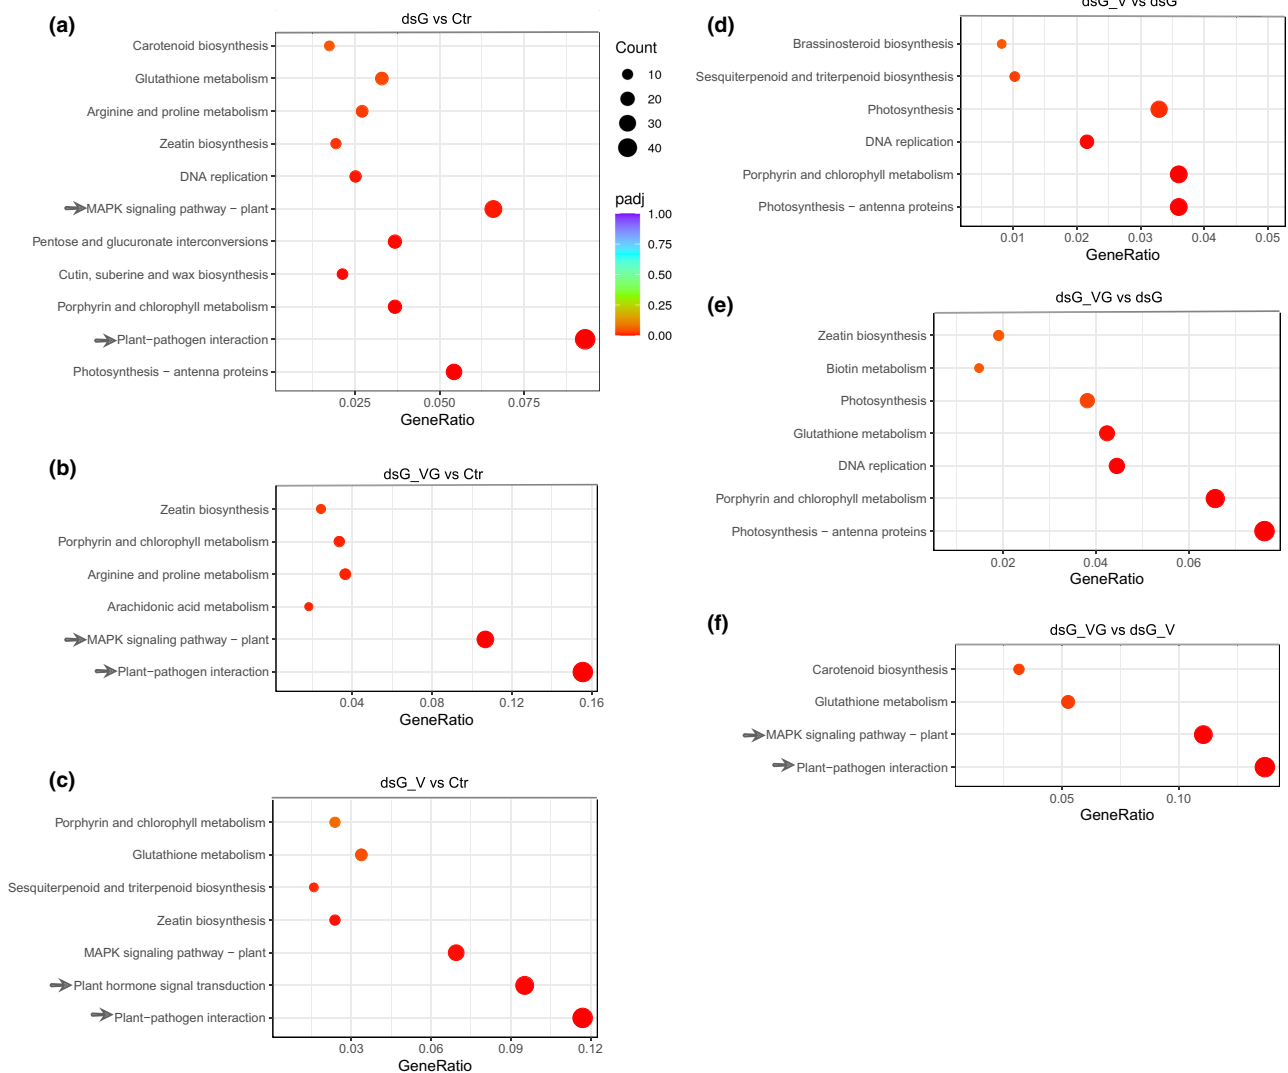 (a)
dsG vs Ctr
Carotenoid biosynthesis
Glutathione metabolism
Arginine and proline metabolism
Zeatin biosynthesis
DNA replication
MAPK signaling pathway − plant
Pentose and glucuronate interconversions
Cutin, suberine and wax biosynthesis
Porphyrin and chlorophyll metabolism
Plant−pathogen interaction
Photosynthesis − antenna proteins
0.025 0.050 0.075
GeneRatio
Count
10
20
30
40
padj
1.00
0.75
0.50
0.25
0.00
(b)
dsG_VG vs Ctr
Zeatin biosynthesis
Porphyrin and chlorophyll metabolism
Arginine and proline metabolism
Arachidonic acid metabolism
MAPK signaling pathway − plant
Plant−pathogen interaction
0.04 0.08 0.12 0.16
GeneRatio
(c)
dsG_V vs Ctr
Porphyrin and chlorophyll metabolism
Glutathione metabolism
Sesquiterpenoid and triterpenoid biosynthesis
Zeatin biosynthesis
MAPK signaling pathway − plant
Plant hormone signal transduction
Plant−pathogen interaction
0.03 0.06 0.09 0.12
GeneRatio
(d)
dsG_V vs dsG
Brassinosteroid biosynthesis
Sesquiterpenoid and triterpenoid biosynthesis
Photosynthesis
DNA replication
Porphyrin and chlorophyll metabolism
Photosynthesis − antenna proteins
0.01 0.02 0.03 0.04 0.05
GeneRatio
(e)
dsG_VG vs dsG
Zeatin biosynthesis
Biotin metabolism
Photosynthesis
Glutathione metabolism
DNA replication
Porphyrin and chlorophyll metabolism
Photosynthesis − antenna proteins
0.02 0.04 0.06
GeneRatio
(f)
dsG_VG vs dsG_V
Carotenoid biosynthesis
Glutathione metabolism
MAPK signaling pathway − plant
Plant−pathogen interaction
0.05 0.10
GeneRatio